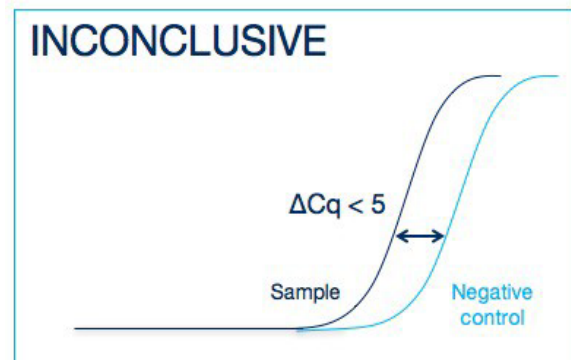 INCONCLUSIVE
ΔCq < 5
Sample
Negative
control